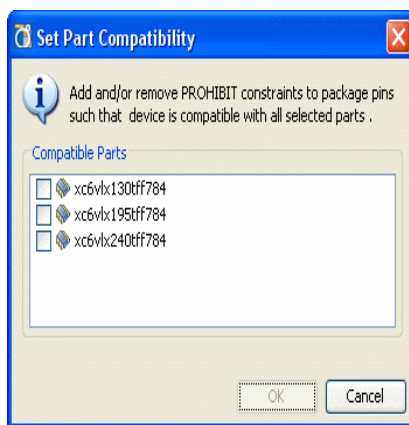 Set Part Compatibility
Add and/or remove PROHIBIT constraints to package pins
such that device is compatible with all selected parts .
Compatible Parts
xc6vlx130tff784
xc6vlx195tff784
xc6vlx240tff784
OK Cancel